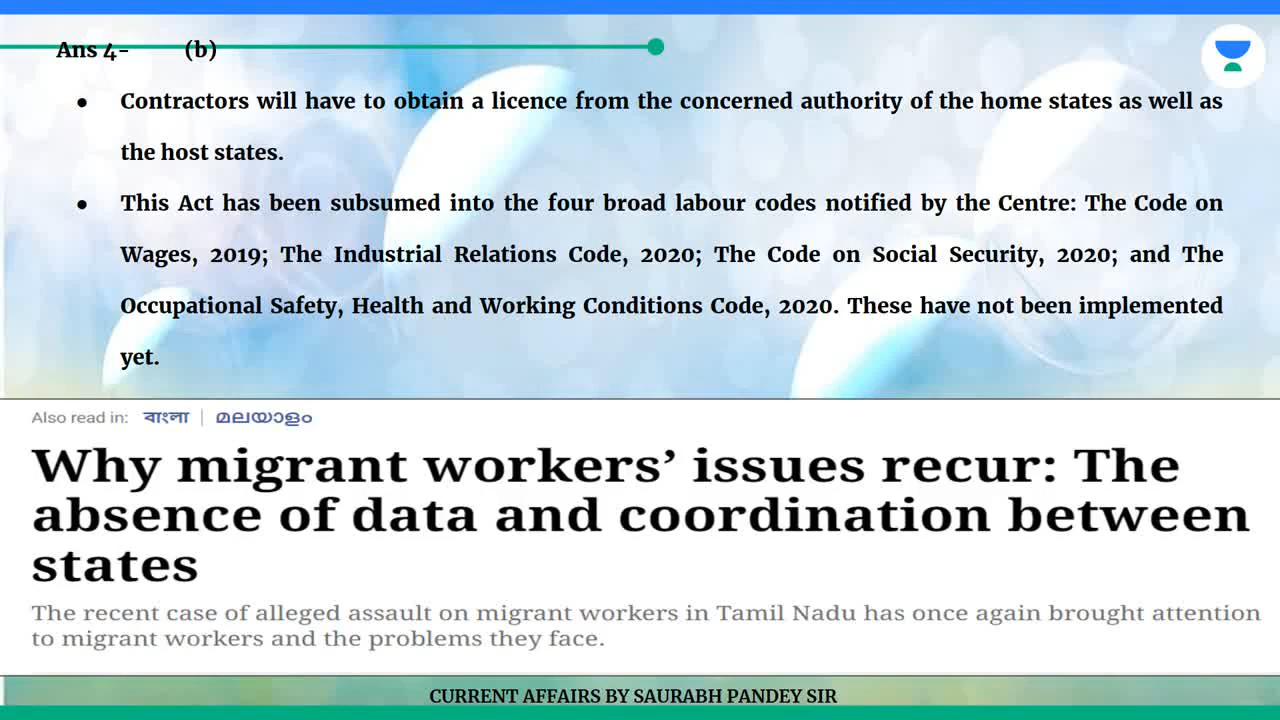 Ans 4- (b)
● Contractors will have to obtain a licence from the concerned authority of the home states as well as
the host states.
● This Act has been subsumed into the four broad labour codes notified by the Centre: The Code on
Wages, 2019; The Industrial Relations Code, 2020; The Code on Social Security, 2020; and The
Occupational Safety, Health and Working Conditions Code, 2020. These have not been implemented
yet.
Also read in: বাংলা | മലയാളം
Why migrant workers’ issues recur: The
absence of data and coordination between
states
The recent case of alleged assault on migrant workers in Tamil Nadu has once again brought attention
to migrant workers and the problems they face.
CURRENT AFFAIRS BY SAURABH PANDEY SIR